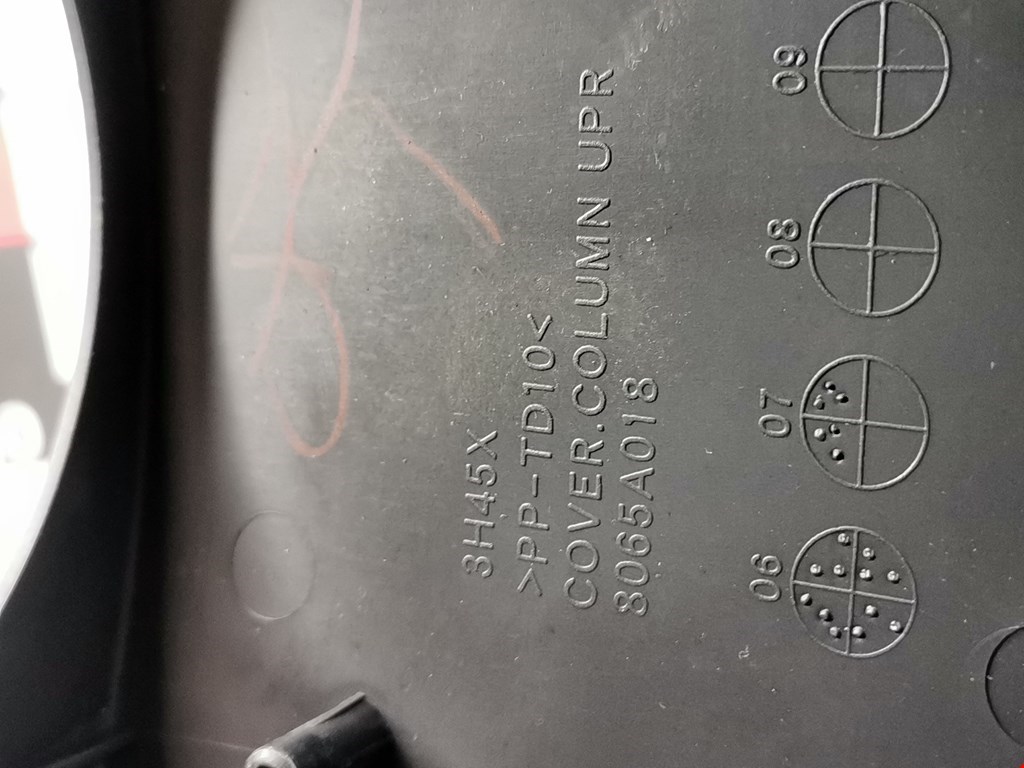 3H45X
>PP-TD10<
COVER.COLUMN UPR
8065A018
06
07
08
09